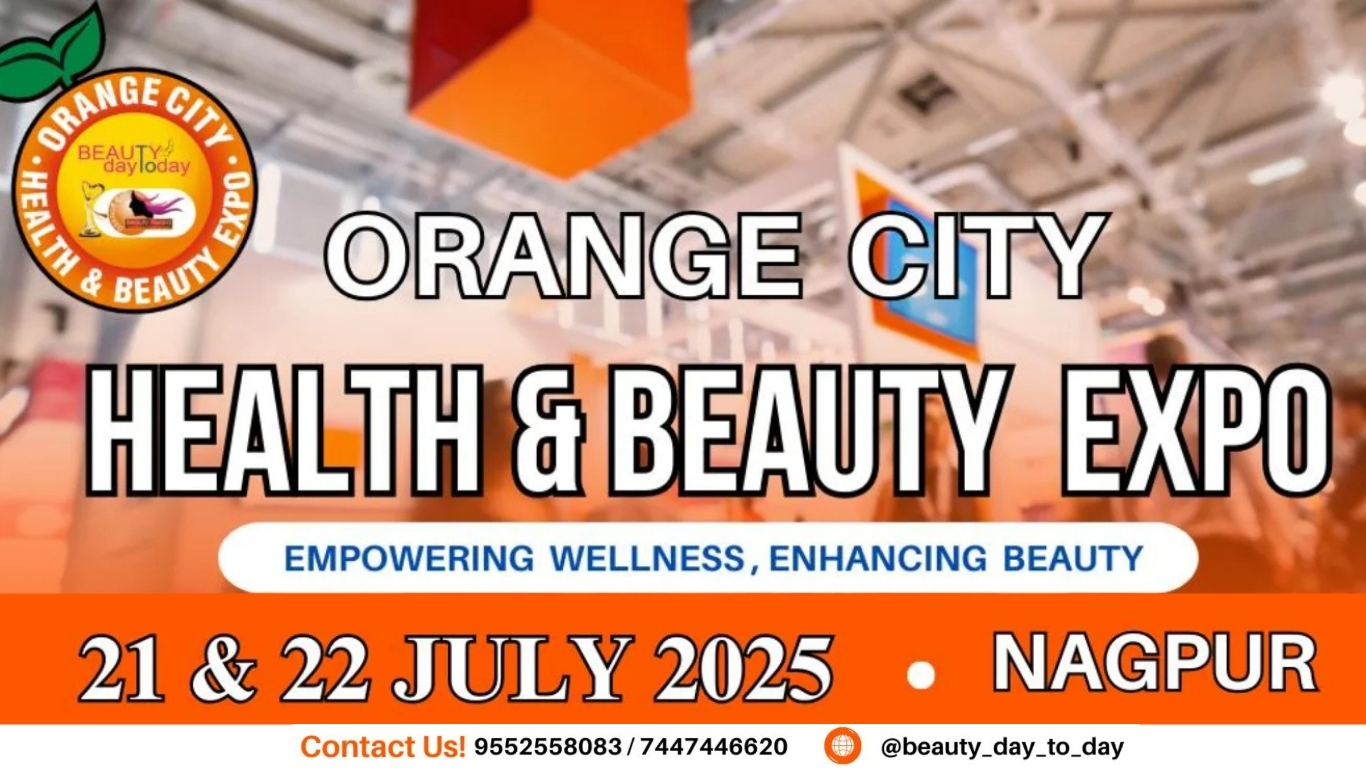 ORANGE CITY
HEALTH & BEAUTY EXPO
BEAUTY
dayToday
ORANGE CITY
HEALTH & BEAUTY EXPO
EMPOWERING WELLNESS, ENHANCING BEAUTY
21 & 22 JULY 2025 • NAGPUR
Contact Us! 9552558083 / 7447446620 @beauty_day_to_day